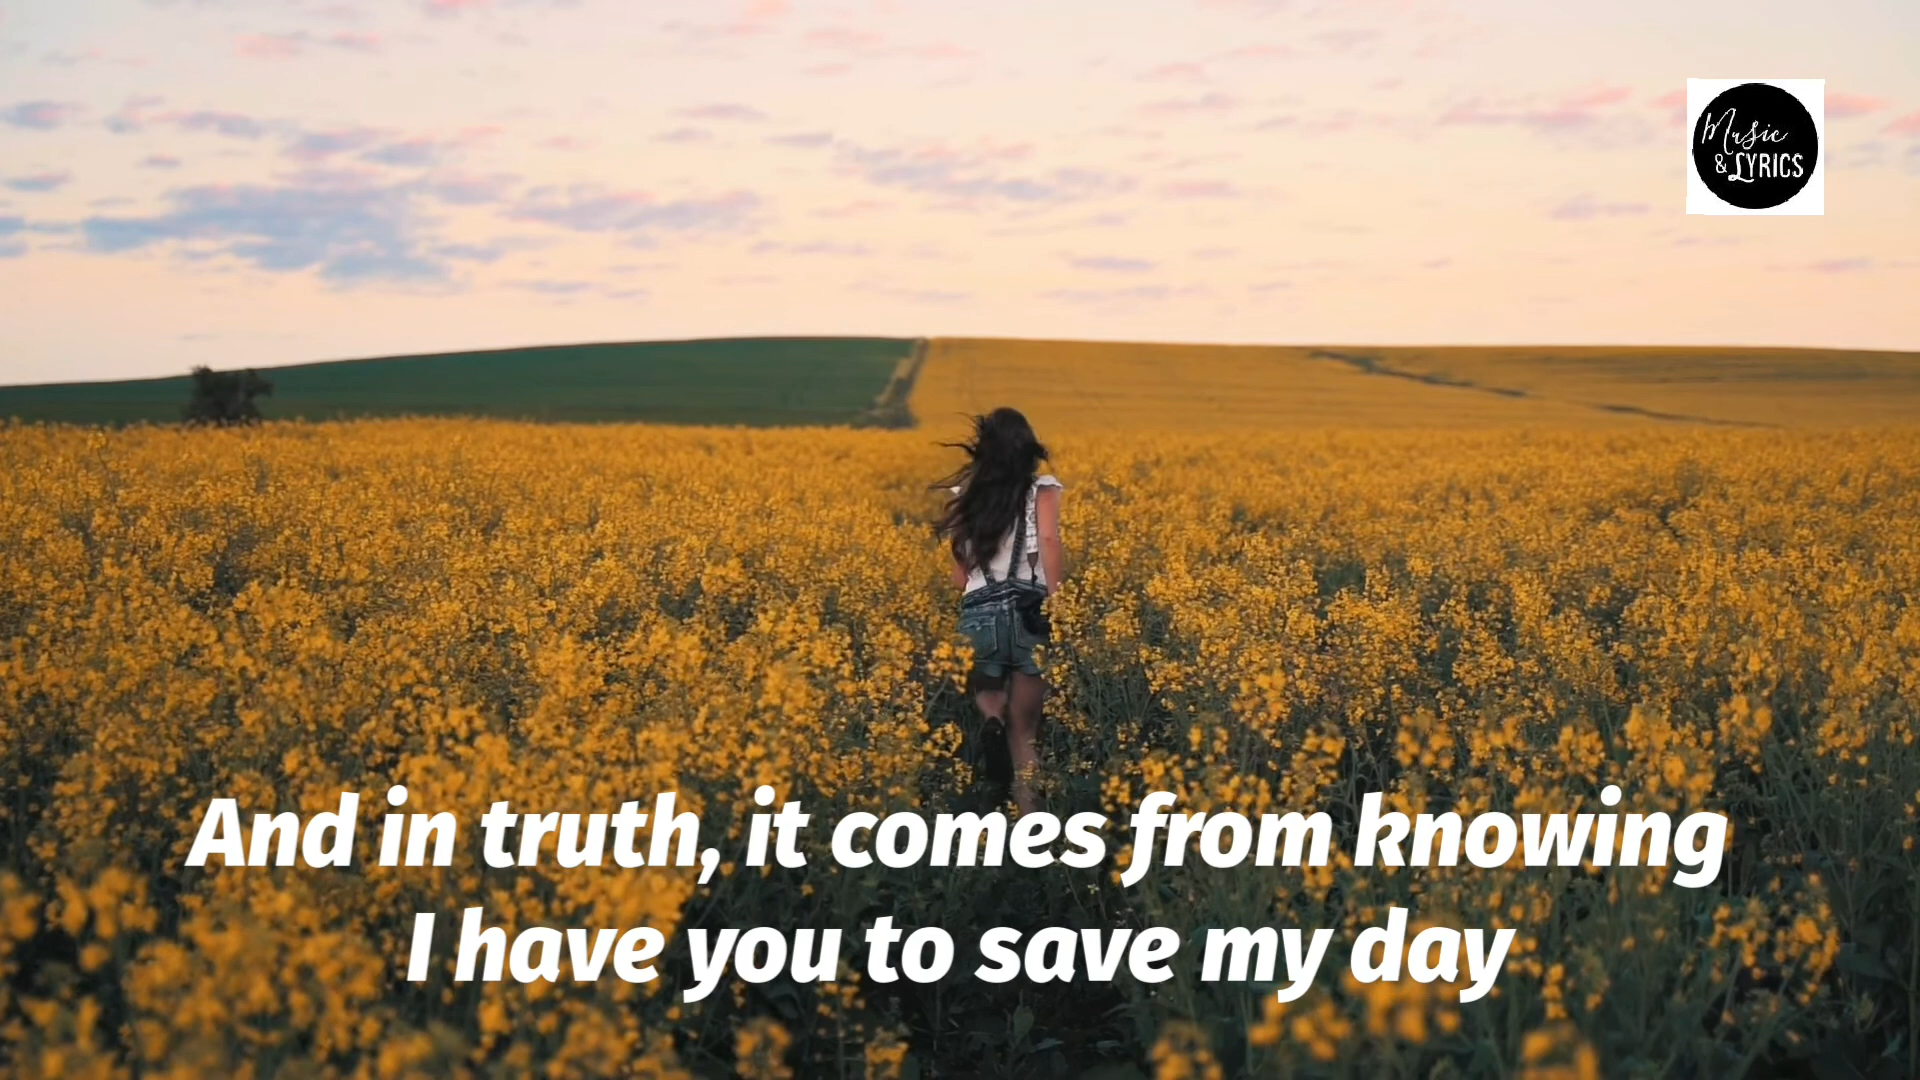 Music
& LYRICS
And in truth, it comes from knowing
I have you to save my day